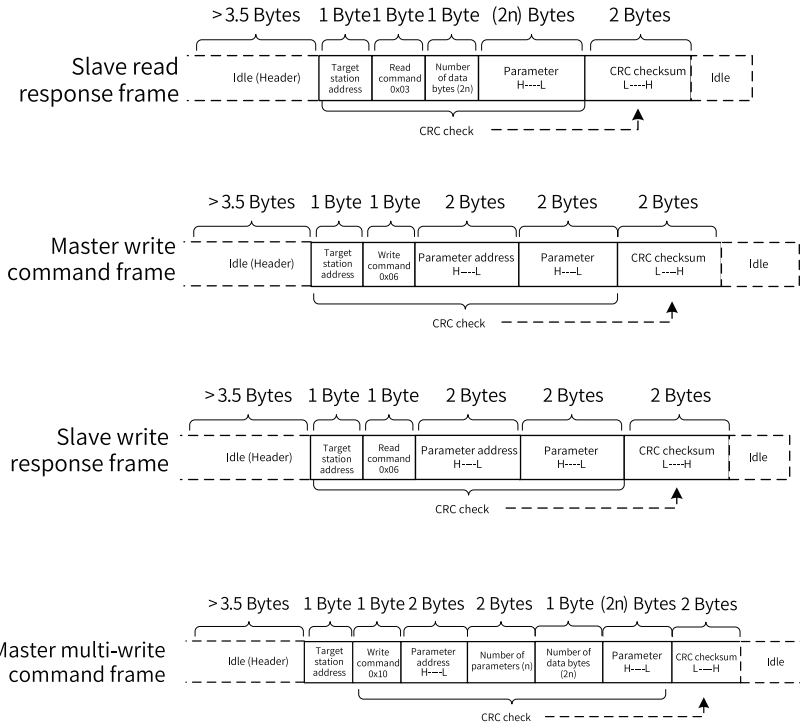 > 3.5 Bytes 1 Byte 1 Byte 1 Byte (2n) Bytes 2 Bytes
Slave read
response frame
Idle (Header)
Target
station
address
Read
command
0x03
Number
of data
bytes (2n)
Parameter
H----L
CRC checksum
L----H
Idle
CRC check
> 3.5 Bytes 1 Byte 1 Byte 2 Bytes 2 Bytes 2 Bytes
Master write
command frame
Idle (Header)
Target
station
address
Write
command
0x06
Parameter address
H----L
Parameter
H----L
CRC checksum
L----H
Idle
CRC check
> 3.5 Bytes 1 Byte 1 Byte 2 Bytes 2 Bytes 2 Bytes
Slave write
response frame
Idle (Header)
Target
station
address
Read
command
0x06
Parameter address
H----L
Parameter
H----L
CRC checksum
L----H
Idle
CRC check
> 3.5 Bytes 1 Byte 1 Byte 2 Bytes 2 Bytes 1 Byte (2n) Bytes 2 Bytes
Master multi-write
command frame
Idle (Header)
Target
station
address
Write
command
0x10
Parameter
address
H----L
Number of
parameters (n)
Number of
data bytes
(2n)
Parameter
H----L
CRC checksum
L----H
Idle
CRC check